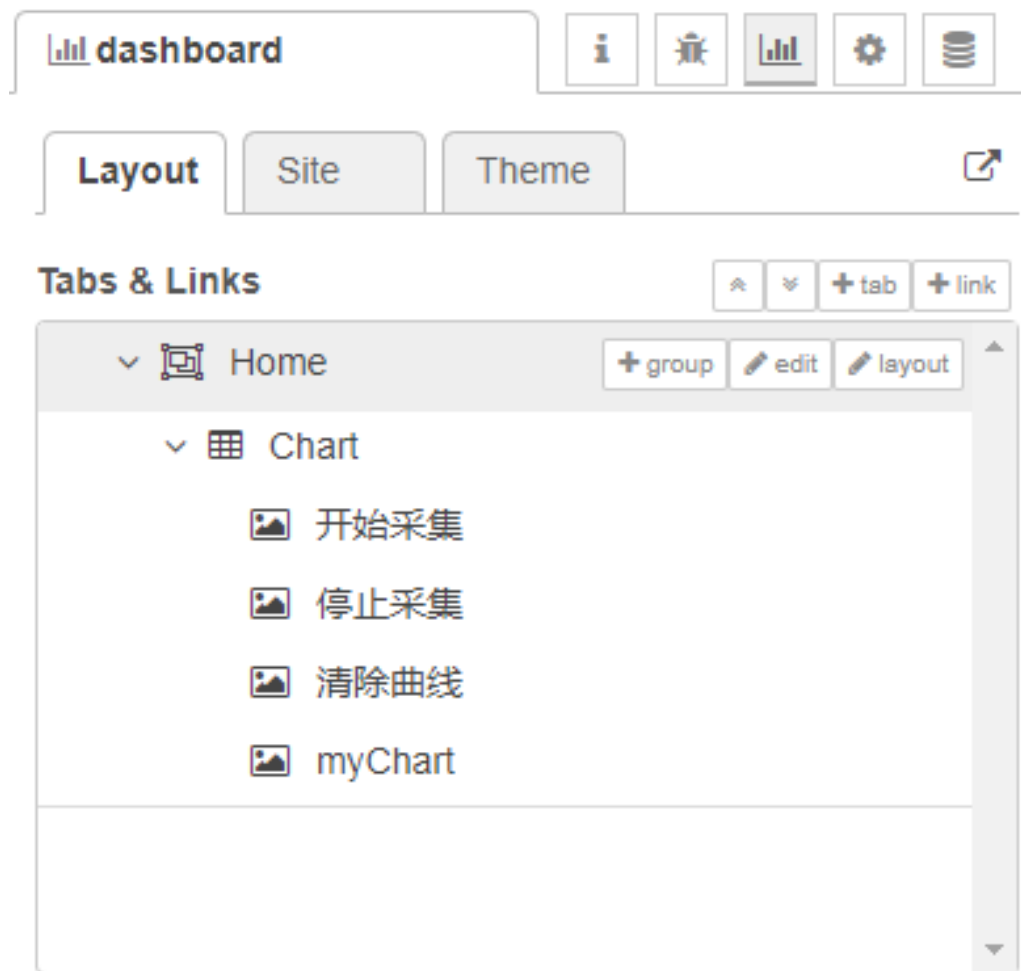 dashboard
Layout Site Theme
Tabs & Links
tab link
Home group edit layout
Chart
开始采集
停止采集
清除曲线
myChart